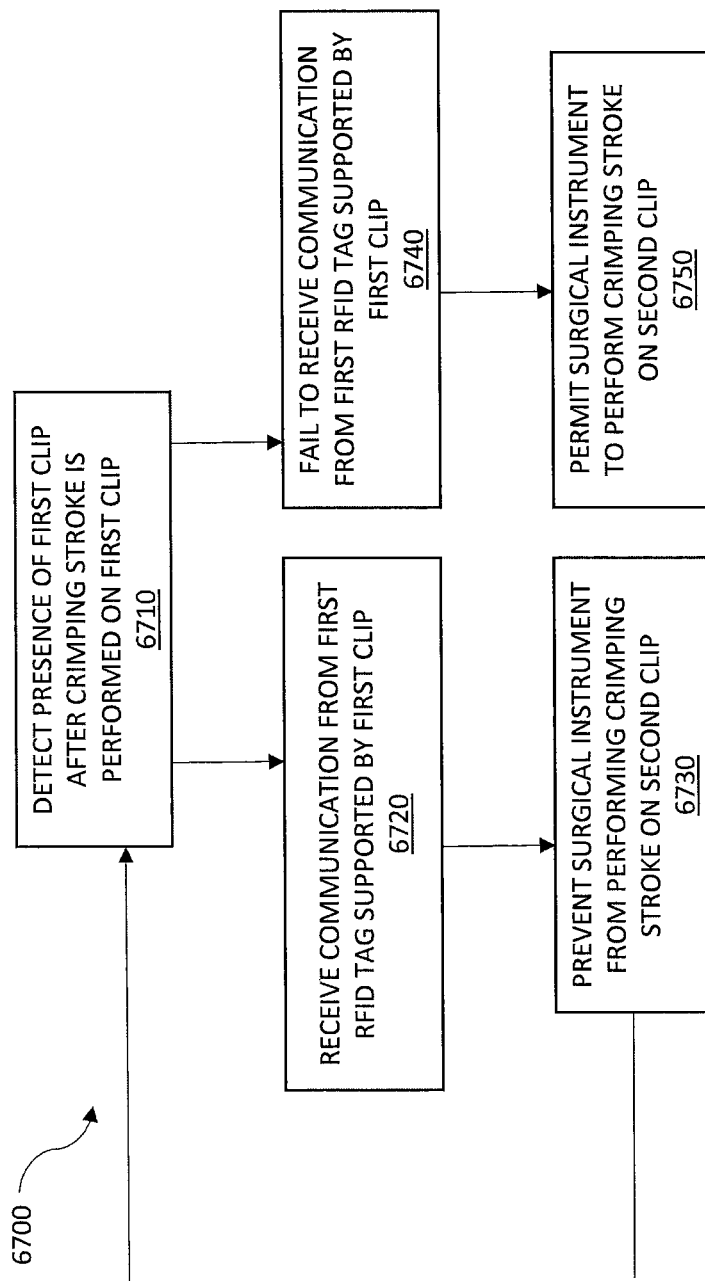 6700
DETECT PRESENCE OF FIRST CLIP
AFTER CRIMPING STROKE IS
PERFORMED ON FIRST CLIP
6710
RECEIVE COMMUNICATION FROM FIRST
RFID TAG SUPPORTED BY FIRST CLIP
6720
PREVENT SURGICAL INSTRUMENT
FROM PERFORMING CRIMPING
STROKE ON SECOND CLIP
6730
FAIL TO RECEIVE COMMUNICATION
FROM FIRST RFID TAG SUPPORTED BY
FIRST CLIP
6740
PERMIT SURGICAL INSTRUMENT
TO PERFORM CRIMPING STROKE
ON SECOND CLIP
6750